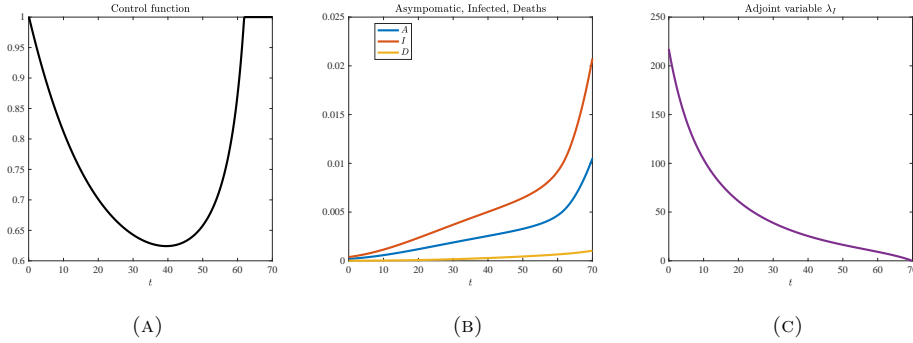 Control function
1
0.95
0.9
0.85
0.8
0.75
0.7
0.65
0.6
0 10 20 30 40 50 60 70
t
(A)
Asympomatic, Infected, Deaths
A
I
D
0.025
0.02
0.015
0.01
0.005
0
0 10 20 30 40 50 60 70
t
(B)
Adjoint variable λ_I
250
200
150
100
50
0
0 10 20 30 40 50 60 70
t
(C)